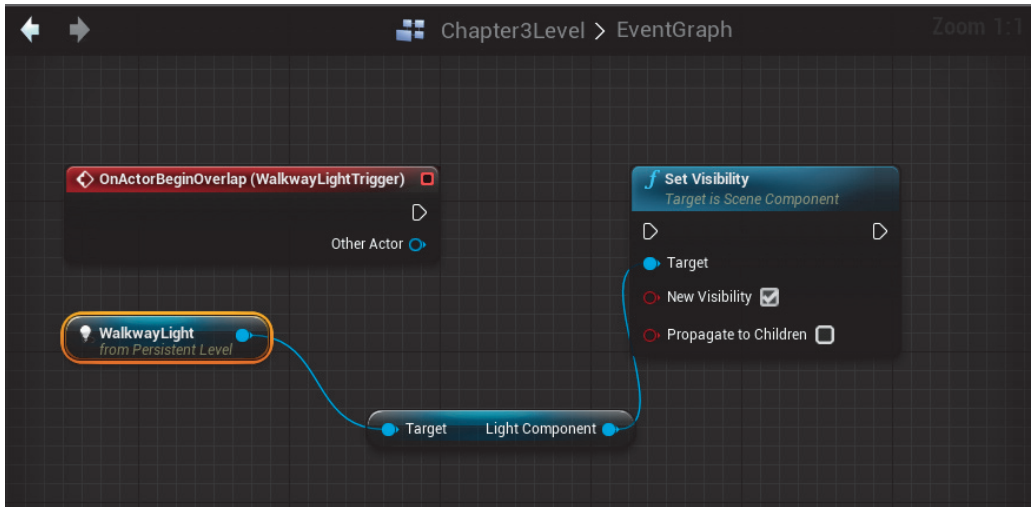 Chapter3Level > EventGraph
Zoom 1:1
OnActorBeginOverlap (WalkwayLightTrigger)
Other Actor
f Set Visibility
Target is Scene Component
Target
New Visibility
Propagate to Children
WalkwayLight
from Persistent Level
Target Light Component